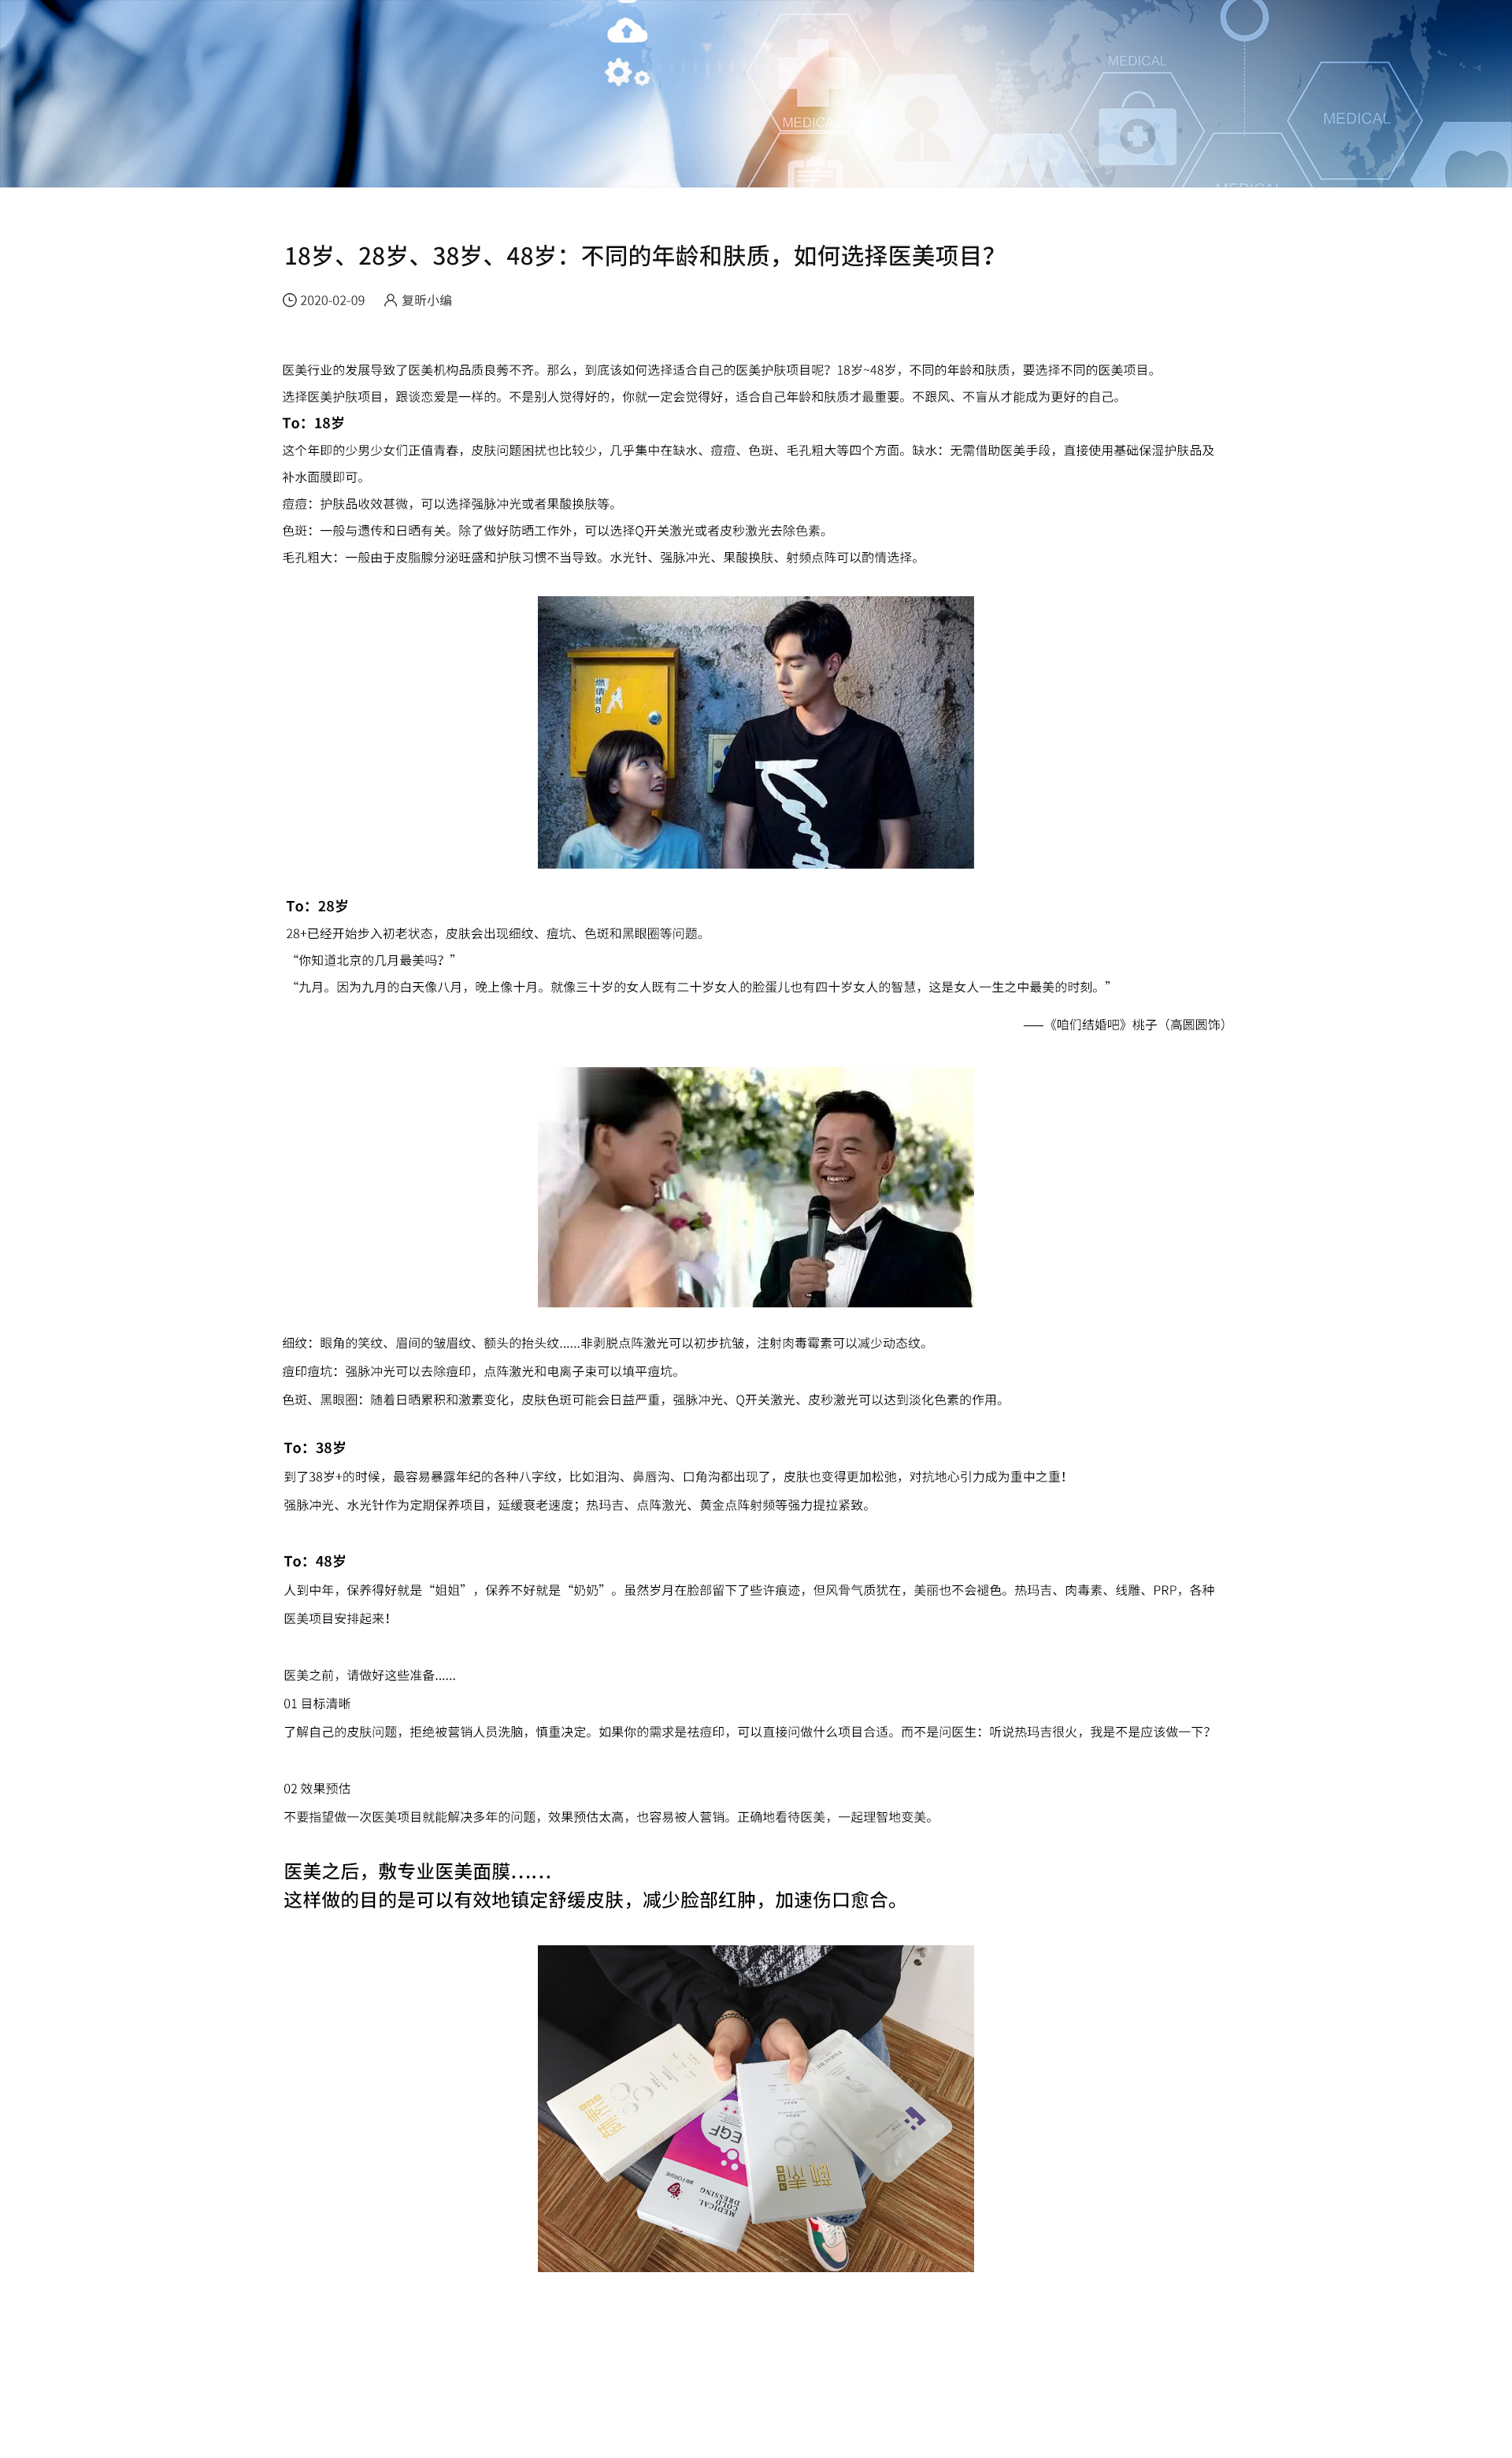 MEDICAL
MEDICAL
MEDICAL
18岁、28岁、38岁、48岁：不同的年龄和肤质，如何选择医美项目？
2020-02-09 复昕小编
医美行业的发展导致了医美机构品质良莠不齐。那么，到底该如何选择适合自己的医美护肤项目呢？18岁~48岁，不同的年龄和肤质，要选择不同的医美项目。
选择医美护肤项目，跟谈恋爱是一样的。不是别人觉得好的，你就一定会觉得好，适合自己年龄和肤质才最重要。不跟风、不盲从才能成为更好的自己。
To：18岁
这个年即的少男少女们正值青春，皮肤问题困扰也比较少，几乎集中在缺水、痘痘、色斑、毛孔粗大等四个方面。缺水：无需借助医美手段，直接使用基础保湿护肤品及
补水面膜即可。
痘痘：护肤品收效甚微，可以选择强脉冲光或者果酸换肤等。
色斑：一般与遗传和日晒有关。除了做好防晒工作外，可以选择Q开关激光或者皮秒激光去除色素。
毛孔粗大：一般由于皮脂腺分泌旺盛和护肤习惯不当导致。水光针、强脉冲光、果酸换肤、射频点阵可以酌情选择。
To：28岁
28+已经开始步入初老状态，皮肤会出现细纹、痘坑、色斑和黑眼圈等问题。
“你知道北京的几月最美吗？”
“九月。因为九月的白天像八月，晚上像十月。就像三十岁的女人既有二十岁女人的脸蛋儿也有四十岁女人的智慧，这是女人一生之中最美的时刻。”
——《咱们结婚吧》桃子（高圆圆饰）
细纹：眼角的笑纹、眉间的皱眉纹、额头的抬头纹......非剥脱点阵激光可以初步抗皱，注射肉毒霉素可以减少动态纹。
痘印痘坑：强脉冲光可以去除痘印，点阵激光和电离子束可以填平痘坑。
色斑、黑眼圈：随着日晒累积和激素变化，皮肤色斑可能会日益严重，强脉冲光、Q开关激光、皮秒激光可以达到淡化色素的作用。
To：38岁
到了38岁+的时候，最容易暴露年纪的各种八字纹，比如泪沟、鼻唇沟、口角沟都出现了，皮肤也变得更加松弛，对抗地心引力成为重中之重！
强脉冲光、水光针作为定期保养项目，延缓衰老速度；热玛吉、点阵激光、黄金点阵射频等强力提拉紧致。
To：48岁
人到中年，保养得好就是“姐姐”，保养不好就是“奶奶”。虽然岁月在脸部留下了些许痕迹，但风骨气质犹在，美丽也不会褪色。热玛吉、肉毒素、线雕、PRP，各种
医美项目安排起来！
医美之前，请做好这些准备......
01 目标清晰
了解自己的皮肤问题，拒绝被营销人员洗脑，慎重决定。如果你的需求是祛痘印，可以直接问做什么项目合适。而不是问医生：听说热玛吉很火，我是不是应该做一下？
02 效果预估
不要指望做一次医美项目就能解决多年的问题，效果预估太高，也容易被人营销。正确地看待医美，一起理智地变美。
医美之后，敷专业医美面膜……
这样做的目的是可以有效地镇定舒缓皮肤，减少脸部红肿，加速伤口愈合。
EGF
MEDICAL
COLD
DRESSING